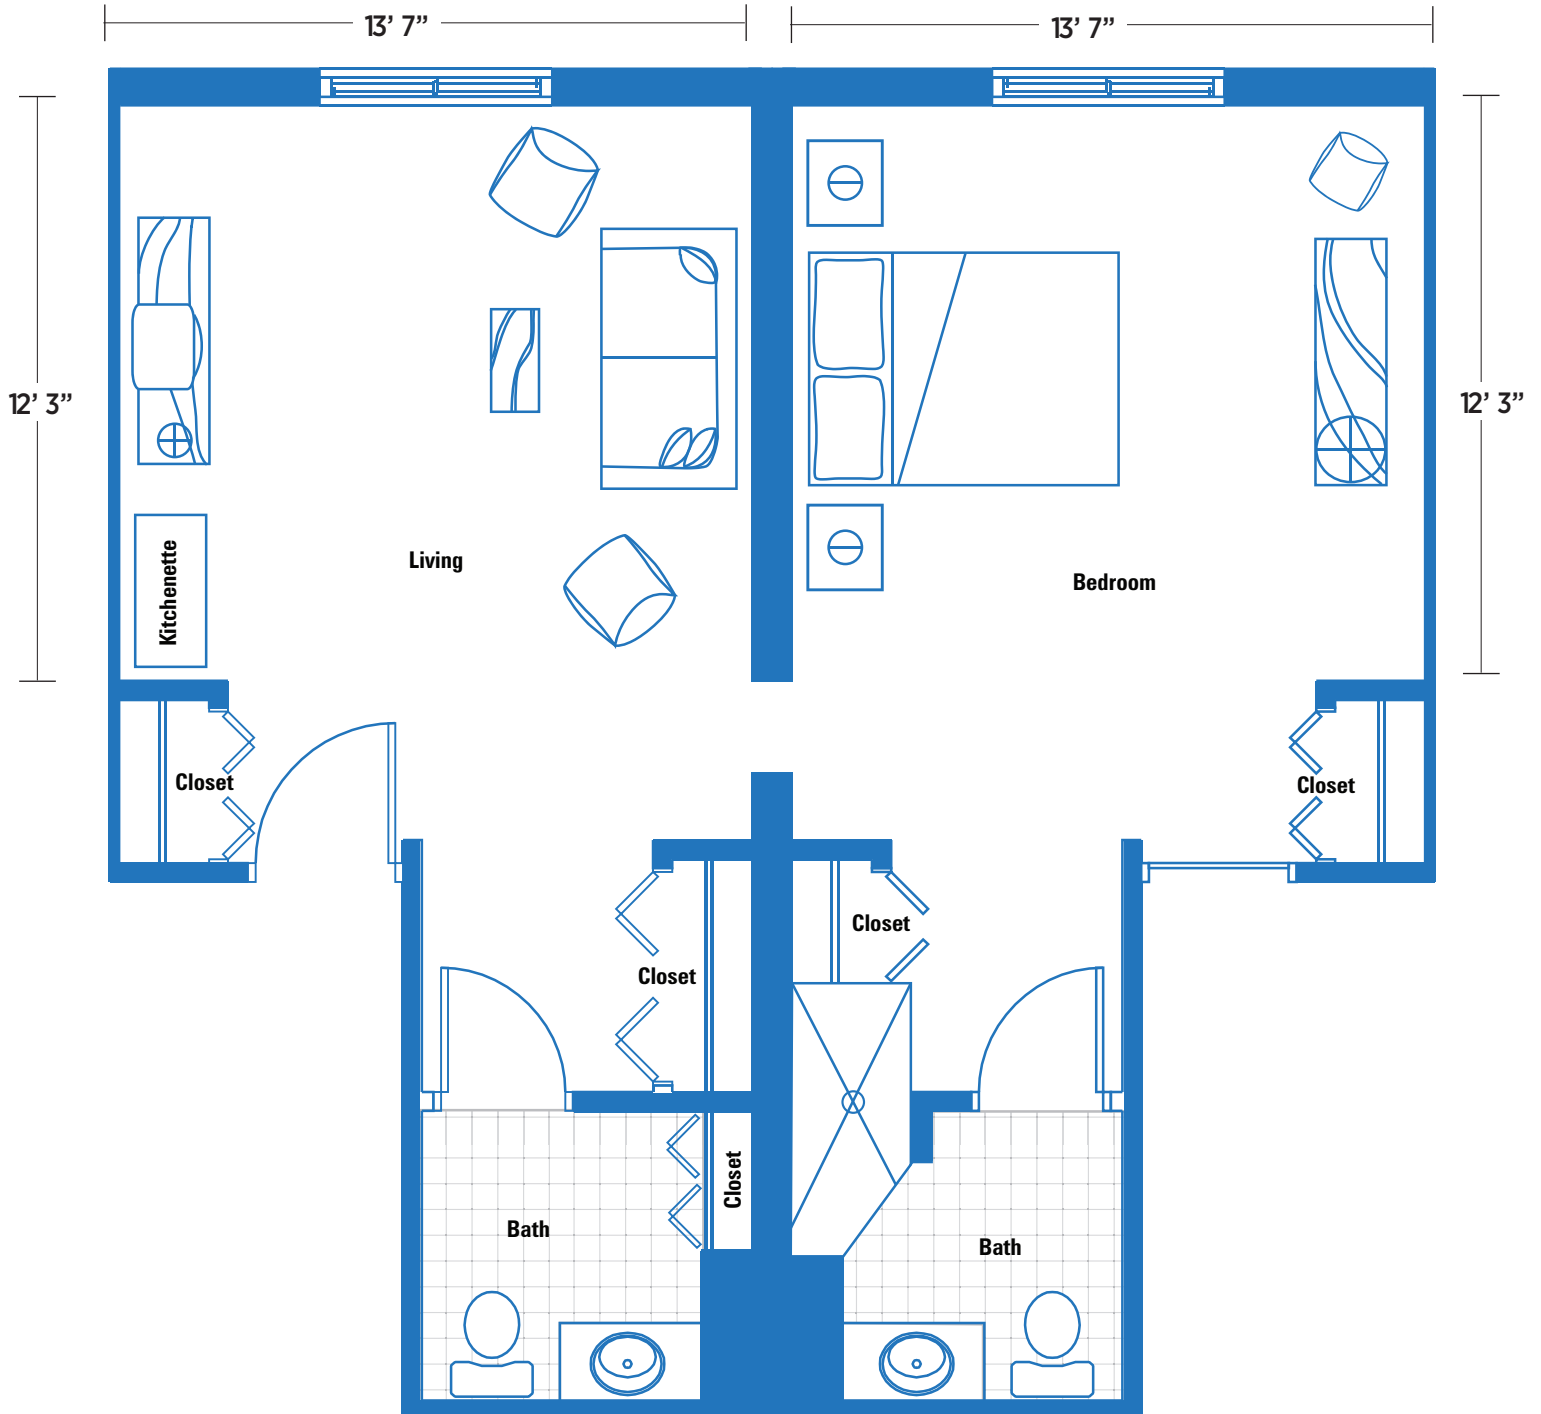 13’ 7”
13’ 7”
12’ 3”
12’ 3”
Living
Kitchenette
Bedroom
Closet
Closet
Closet
Closet
Closet
Bath
Bath